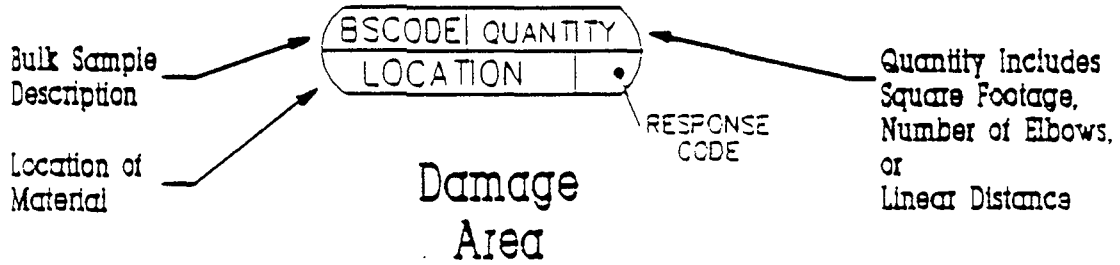 Bulk Sample
Description
Location of
Material
BSCODE QUANTITY
LOCATION
RESPONSE
CODE
Damage
Area
Quantity Includes
Square Footage,
Number of Elbows,
or
Linear Distance